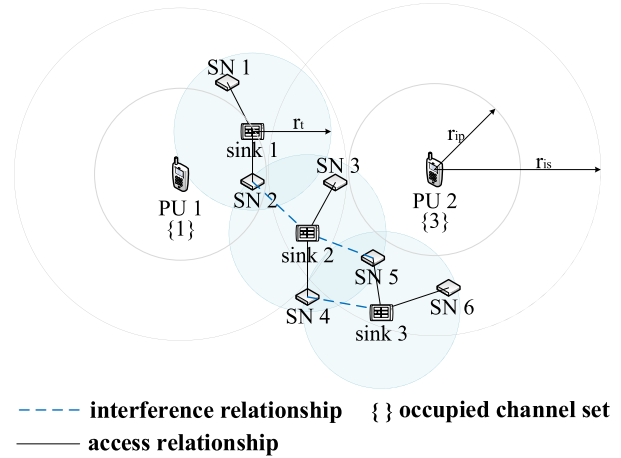 SN 1
sink 1
r_t
SN 2
SN 3
PU 1
{1}
r_ip
r_is
PU 2
{3}
sink 2
SN 5
SN 4
SN 6
sink 3
interference relationship
{ } occupied channel set
access relationship